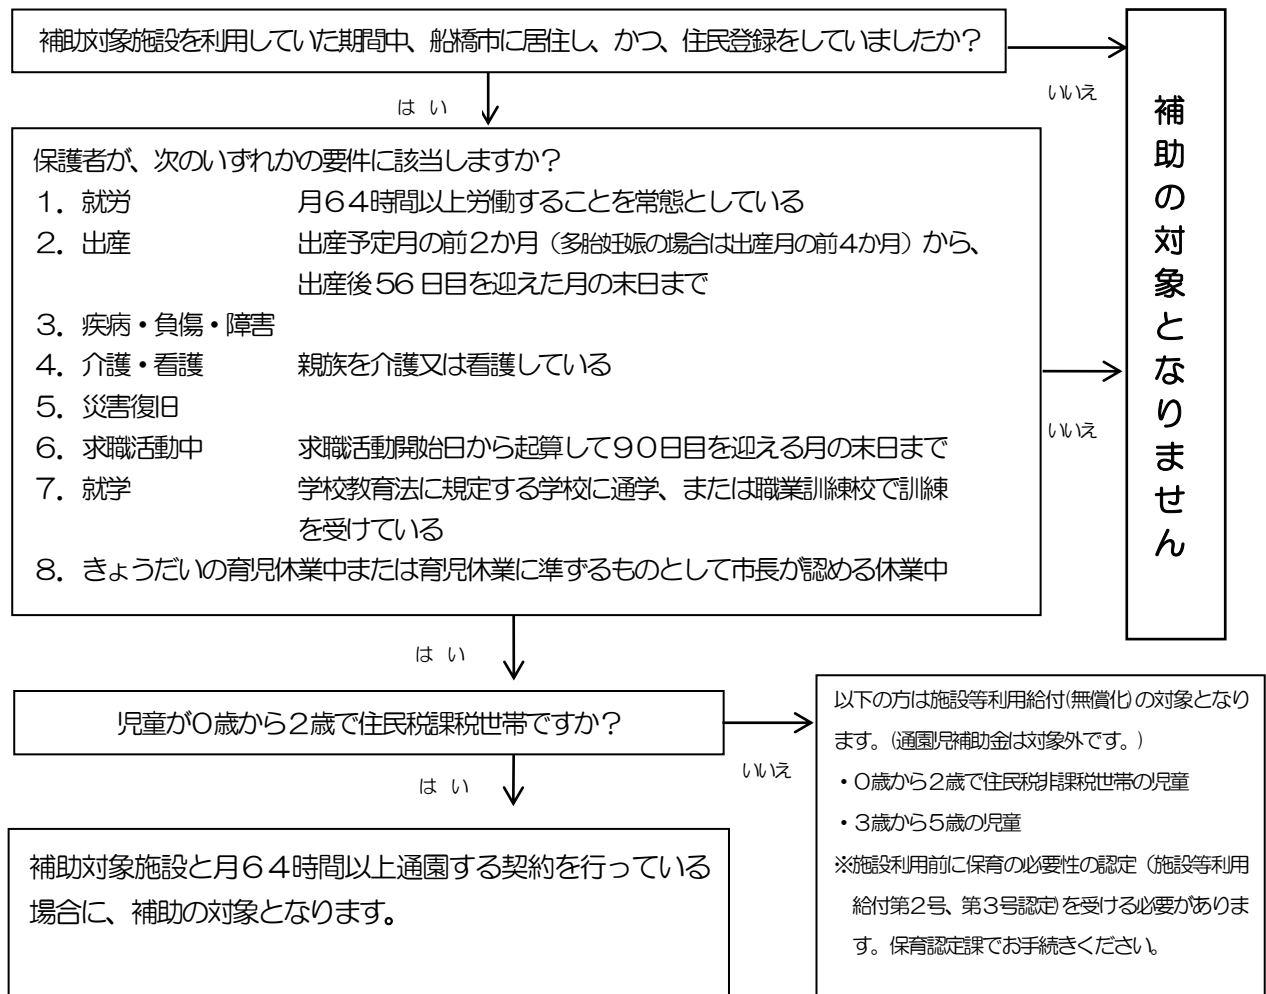 補助対象施設を利用していた期間中、船橋市に居住し、かつ、住民登録をしていましたか?
いいえ
はい
補助の対象となりません
保護者が、次のいずれかの要件に該当しますか?
1.就労 月64時間以上労働することを常態としている
2.出産 出産予定月の前2か月(多胎妊娠の場合は出産月の前4か月)から、
出産後56日目を迎えた月の末日まで
3.疾病・負傷・障害
4.介護・看護 親族を介護又は看護している
5.災害復旧
6.求職活動中 求職活動開始日から起算して90日目を迎える月の末日まで
7.就学 学校教育法に規定する学校に通学、または職業訓練校で訓練
を受けている
8.きょうだいの育児休業中または育児休業に準ずるものとして市長が認める休業中
いいえ
はい
児童が0歳から2歳で住民税課税世帯ですか?
いいえ
はい
以下の方は施設等利用給付(無償化)の対象となり
ます。(通園児補助金は対象外です。)
・0歳から2歳で住民税非課税世帯の児童
・3歳から5歳の児童
※施設利用前に保育の必要性の認定(施設等利用
給付第2号、第3号認定)を受ける必要がありま
す。保育認定課でお手続きください。
補助対象施設と月64時間以上通園する契約を行っている
場合に、補助の対象となります。